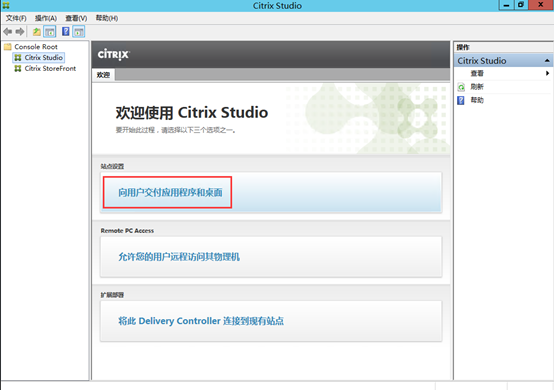 Citrix Studio
文件(F) 操作(A) 查看(V) 帮助(H)
Console Root
Citrix Studio
Citrix StoreFront
CİTRIX
欢迎
欢迎使用 Citrix Studio
要开始此过程，请选择以下三个选项之一。
站点设置
向用户交付应用程序和桌面
Remote PC Access
允许您的用户远程访问其物理机
扩展部署
将此 Delivery Controller 连接到现有站点
操作
Citrix Studio
查看
刷新
帮助